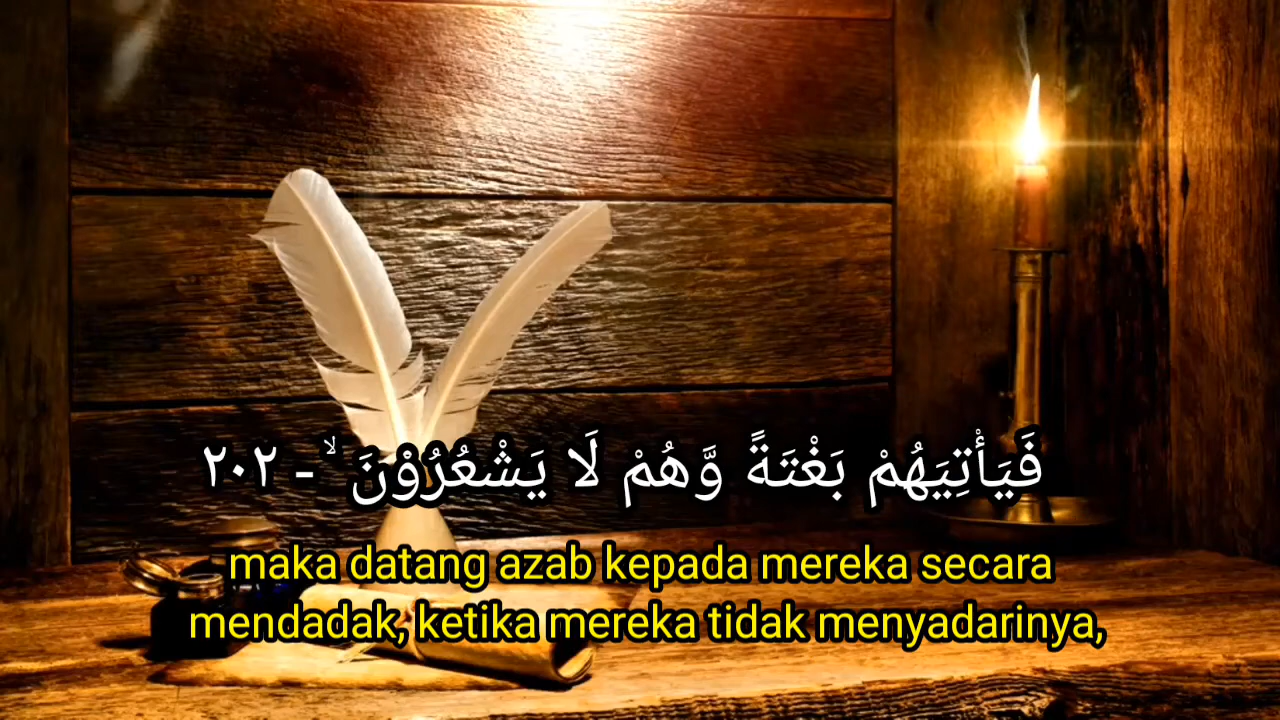 فَيَأْتِيَهُمْ بَغْتَةً وَّهُمْ لَا يَشْعُرُوْنَ ۙ - ٢٠٢
maka datang azab kepada mereka secara
mendadak, ketika mereka tidak menyadarinya,